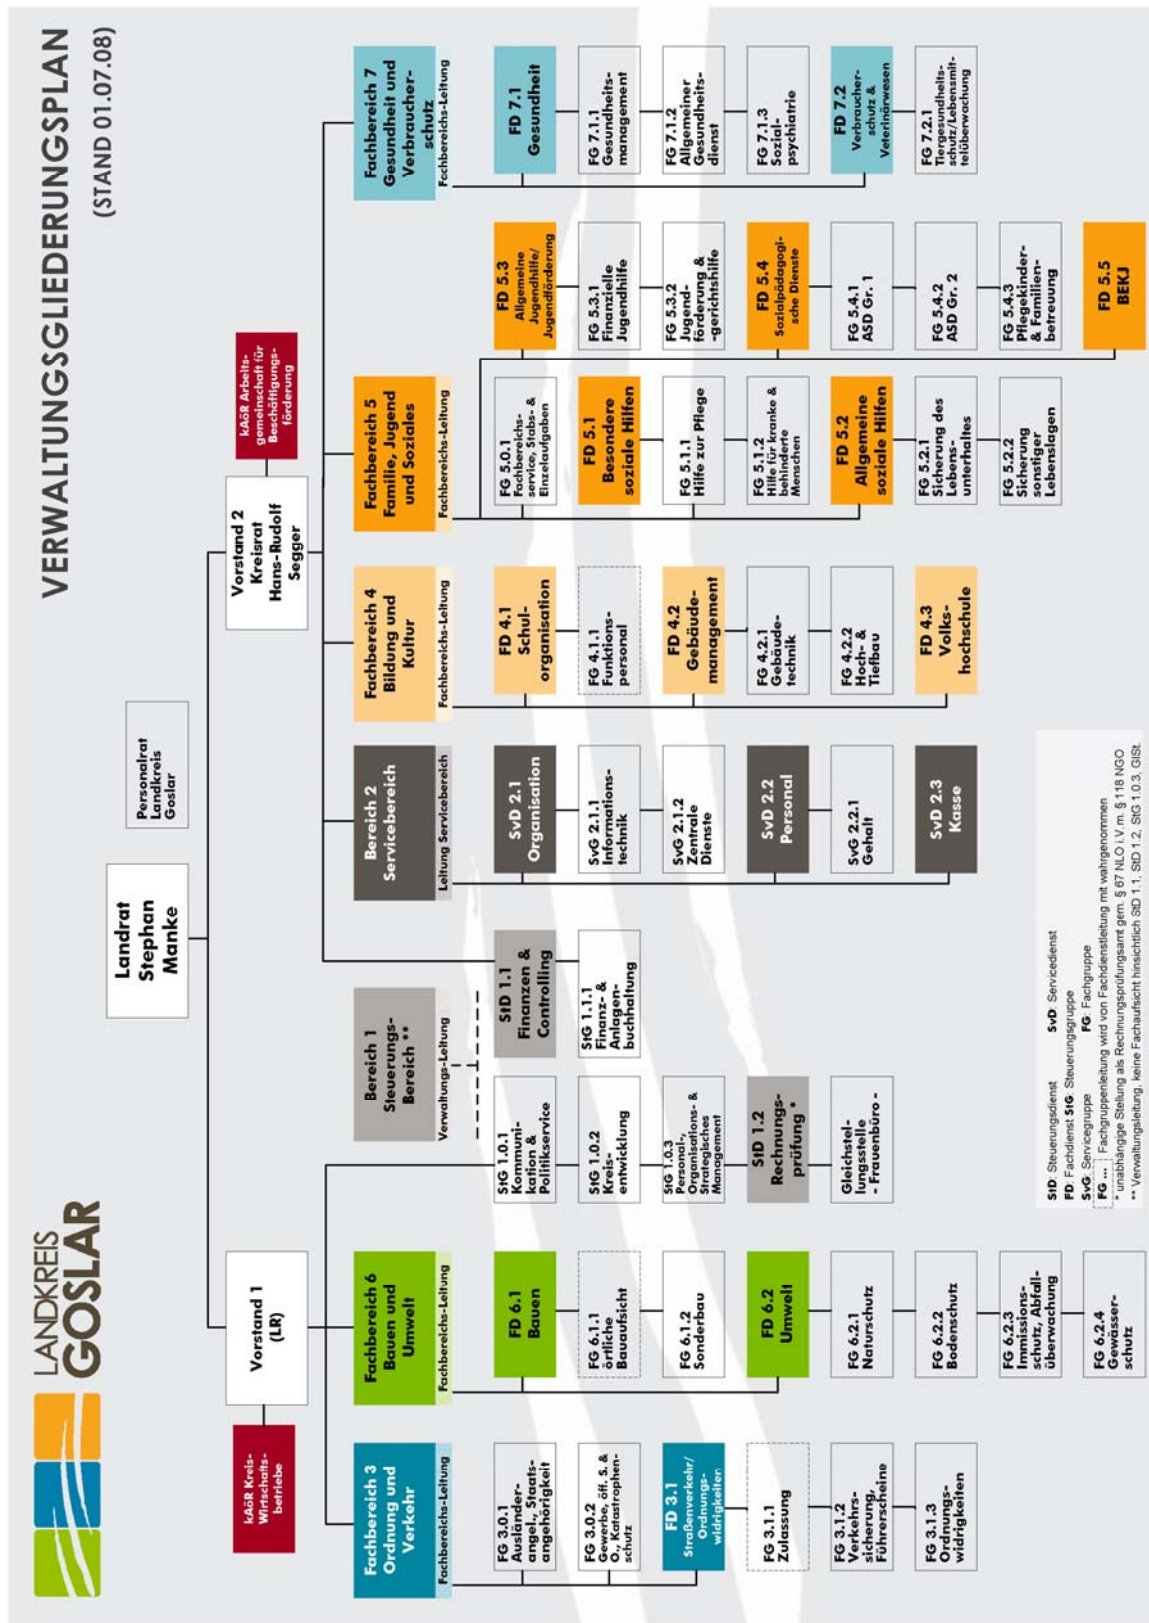 LANDKREIS
GOSLAR
VERWALTUNGSGLIEDERUNGSPLAN
(STAND 01.07.08)
Landrat
Stephan
Manke
Personalrat
Landkreis
Goslar
kAöR Kreis-
Wirtschafts-
betriebe
Vorstand 1
(LR)
Vorstand 2
Kreisrat
Hans-Rudolf
Segger
kAöR Arbeits-
gemeinschaft für
Beschäftigungs-
förderung
Fachbereich 3
Ordnung und
Verkehr
Fachbereichs-Leitung
FG 3.0.1
Ausländer-
angel., Staats-
angehörigkeit
FG 3.0.2
Gewerbe, öff. S. &
O., Katastrophen-
schutz
FD 3.1
Straßenverkehr/
Ordnungs-
widrigkeiten
FG 3.1.1
Zulassung
FG 3.1.2
Verkehrs-
sicherung,
Führerscheine
FG 3.1.3
Ordnungs-
widrigkeiten
Fachbereich 6
Bauen und
Umwelt
Fachbereichs-Leitung
FD 6.1
Bauen
FG 6.1.1
örtliche
Bauaufsicht
FG 6.1.2
Sonderbau
FD 6.2
Umwelt
FG 6.2.1
Naturschutz
FG 6.2.2
Bodenschutz
FG 6.2.3
Immissions-
schutz, Abfall-
überwachung
FG 6.2.4
Gewässer-
schutz
Bereich 1
Steuerungs-
Bereich **
Verwaltungs-Leitung
StG 1.0.1
Kommuni-
kation &
Politikservice
StG 1.0.2
Kreis-
entwicklung
StG 1.0.3
Personal-,
Organisations- &
Strategisches
Management
StD 1.2
Rechnungs-
prüfung *
Gleichstel-
lungsstelle
- Frauenbüro -
StD 1.1
Finanzen &
Controlling
StG 1.1.1
Finanz- &
Anlagen-
buchhaltung
Bereich 2
Servicebereich
Leitung Servicebereich
SvD 2.1
Organisation
SvG 2.1.1
Informations-
technik
SvG 2.1.2
Zentrale
Dienste
SvD 2.2
Personal
SvG 2.2.1
Gehalt
SvD 2.3
Kasse
Fachbereich 4
Bildung und
Kultur
Fachbereichs-Leitung
FD 4.1
Schul-
organisation
FG 4.1.1
Funktions-
personal
FD 4.2
Gebäude-
management
FG 4.2.1
Gebäude-
technik
FG 4.2.2
Hoch- &
Tiefbau
FD 4.3
Volks-
hochschule
Fachbereich 5
Familie, Jugend
und Soziales
Fachbereichs-Leitung
FG 5.0.1
Fachbereichs-
service, Stabs- &
Einzelaufgaben
FD 5.1
Besondere
soziale Hilfen
FG 5.1.1
Hilfe zur Pflege
FG 5.1.2
Hilfe für kranke &
behinderte
Menschen
FD 5.2
Allgemeine
soziale Hilfen
FG 5.2.1
Sicherung des
Lebens-
unterhaltes
FG 5.2.2
Sicherung
sonstiger
Lebenslagen
FD 5.3
Allgemeine
Jugendhilfe/
Jugendförderung
FG 5.3.1
Finanzielle
Jugendhilfe
FG 5.3.2
Jugend-
förderung &
-gerichtshilfe
FD 5.4
Sozialpädagogi-
sche Dienste
FG 5.4.1
ASD Gr. 1
FG 5.4.2
ASD Gr. 2
FG 5.4.3
Pflegekinder-
& Familien-
betreuung
FD 5.5
BEKJ
Fachbereich 7
Gesundheit und
Verbraucher-
schutz
Fachbereichs-Leitung
FD 7.1
Gesundheit
FG 7.1.1
Gesundheits-
management
FG 7.1.2
Allgemeiner
Gesundheits-
dienst
FG 7.1.3
Sozial-
psychiatrie
FD 7.2
Verbraucher-
schutz &
Veterinärwesen
FG 7.2.1
Tiergesundheits-
schutz/Lebensmit-
telüberwachung
StD: Steuerungsdienst SvD: Servicedienst
FD: Fachdienst StG: Steuerungsgruppe
SvG: Servicegruppe FG: Fachgruppe
FG ... Fachgruppenleitung wird von Fachdienstleitung mit wahrgenommen
* unabhängige Stellung als Rechnungsprüfungsamt gem. § 67 NLO i.V.m. § 118 NGO
** Verwaltungsleitung, keine Fachaufsicht hinsichtlich StD 1.1, StD 1.2, StG 1.0.3, GlSt.